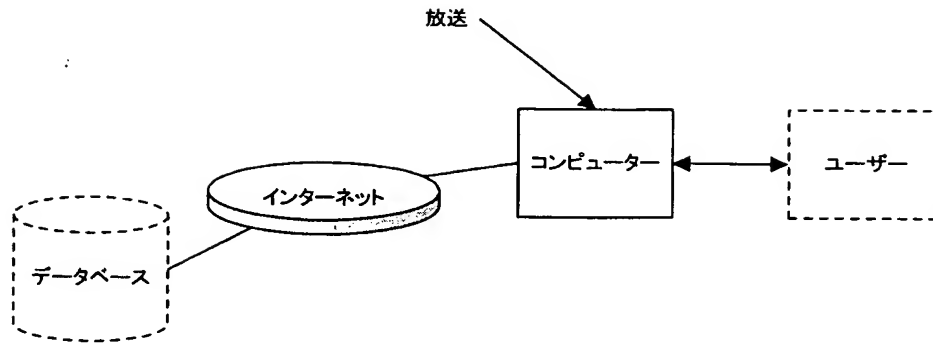 放送
コンピューター
ユーザー
インターネット
データベース